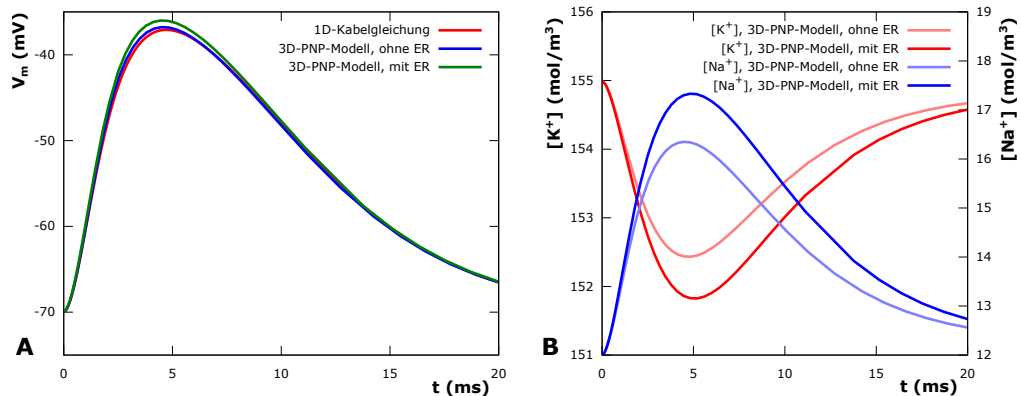 1D-Kabelgleichung
3D-PNP-Modell, ohne ER
3D-PNP-Modell, mit ER
Vm (mV)
-40
-50
-60
-70
0
5
10
15
20
t (ms)
A
[K+], 3D-PNP-Modell, ohne ER
[K+], 3D-PNP-Modell, mit ER
[Na+], 3D-PNP-Modell, ohne ER
[Na+], 3D-PNP-Modell, mit ER
[K+] (mol/m3)
156
155
154
153
152
151
[Na+] (mol/m3)
19
18
17
16
15
14
13
12
0
5
10
15
20
t (ms)
B